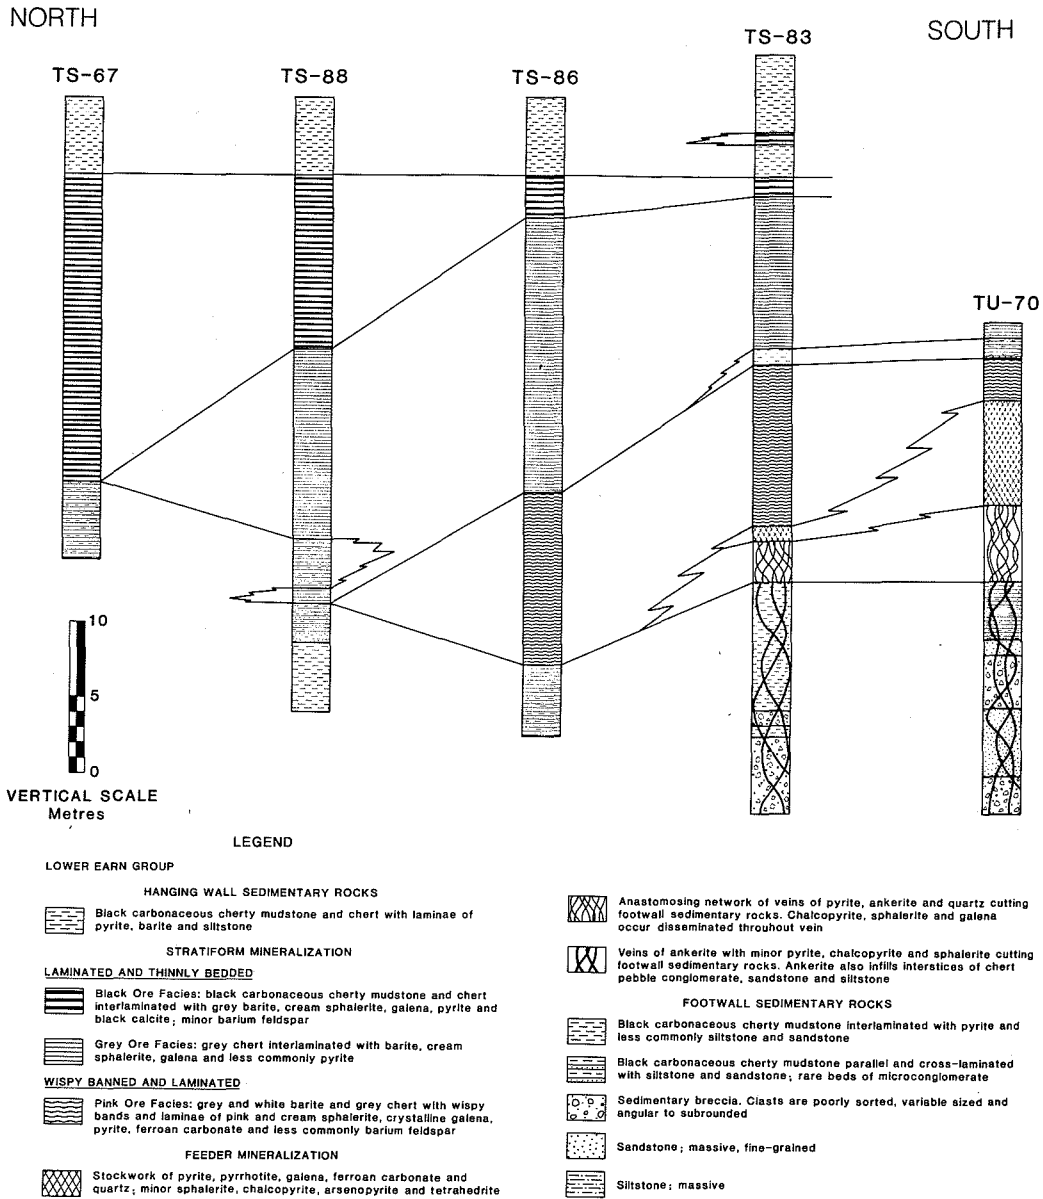 NORTH
SOUTH
TS-67
TS-88
TS-86
TS-83
TU-70
10
5
0
VERTICAL SCALE
Metres
LEGEND
LOWER EARN GROUP
HANGING WALL SEDIMENTARY ROCKS
Black carbonaceous cherty mudstone and chert with laminae of
pyrite, barite and siltstone
STRATIFORM MINERALIZATION
LAMINATED AND THINNLY BEDDED
Black Ore Facies: black carbonaceous cherty mudstone and chert
interlaminated with grey barite, cream sphalerite, galena, pyrite and
black calcite; minor barium feldspar
Grey Ore Facies: grey chert interlaminated with barite, cream
sphalerite, galena and less commonly pyrite
WISPY BANNED AND LAMINATED
Pink Ore Facies: grey and white barite and grey chert with wispy
bands and laminae of pink and cream sphalerite, crystalline galena,
pyrite, ferroan carbonate and less commonly barium feldspar
FEEDER MINERALIZATION
Stockwork of pyrite, pyrrhotite, galena, ferroan carbonate and
quartz; minor sphalerite, chalcopyrite, arsenopyrite and tetrahedrite
Anastomosing network of veins of pyrite, ankerite and quartz cutting
footwall sedimentary rocks. Chalcopyrite, sphalerite and galena
occur disseminated throuhout vein
Veins of ankerite with minor pyrite, chalcopyrite and sphalerite cutting
footwall sedimentary rocks. Ankerite also infills interstices of chert
pebble conglomerate, sandstone and siltstone
FOOTWALL SEDIMENTARY ROCKS
Black carbonaceous cherty mudstone interlaminated with pyrite and
less commonly siltstone and sandstone
Black carbonaceous cherty mudstone parallel and cross-laminated
with siltstone and sandstone; rare beds of microconglomerate
Sedimentary breccia. Clasts are poorly sorted, variable sized and
angular to subrounded
Sandstone; massive, fine-grained
Siltstone; massive